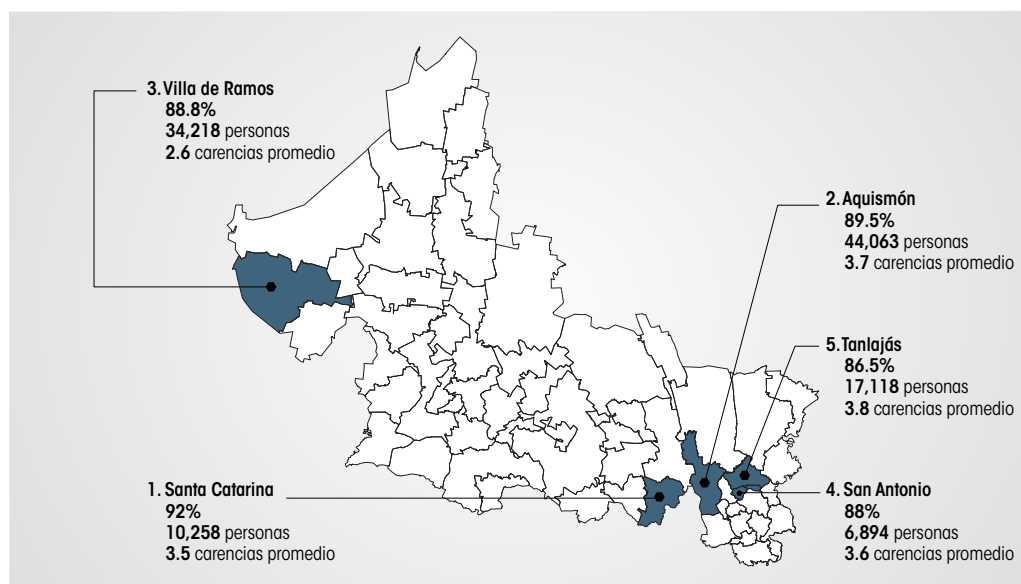 3. Villa de Ramos
88.8%
34,218 personas
2.6 carencias promedio
2. Aquismón
89.5%
44,063 personas
3.7 carencias promedio
5. Tanlajás
86.5%
17,118 personas
3.8 carencias promedio
1. Santa Catarina
92%
10,258 personas
3.5 carencias promedio
4. San Antonio
88%
6,894 personas
3.6 carencias promedio